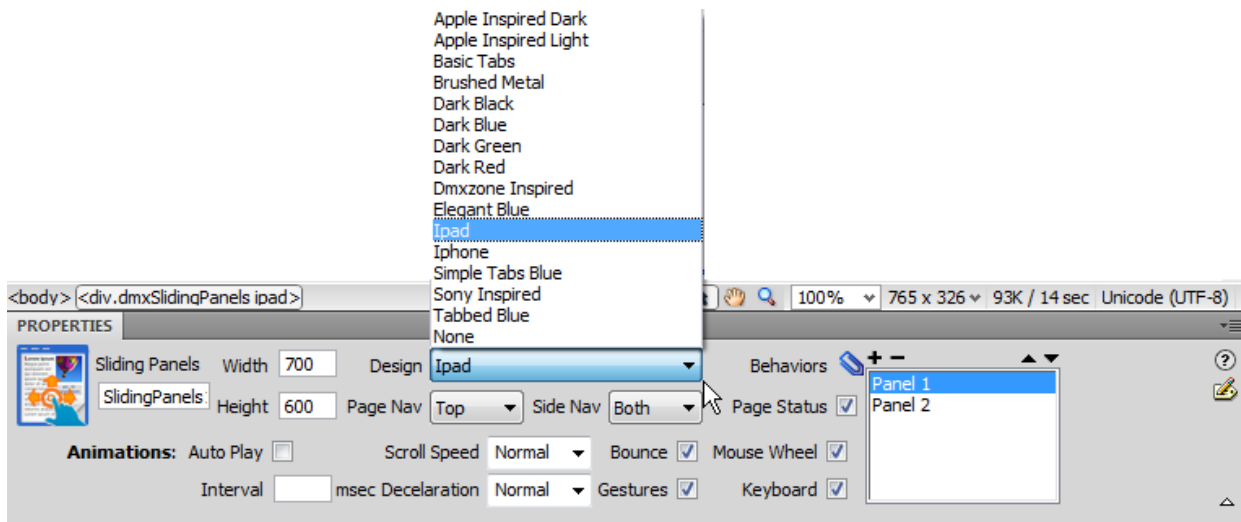 Apple Inspired Dark
Apple Inspired Light
Basic Tabs
Brushed Metal
Dark Black
Dark Blue
Dark Green
Dark Red
Dmxzone Inspired
Elegant Blue
Ipad
Iphone
Simple Tabs Blue
Sony Inspired
Tabbed Blue
None
<body> <div.dmxSlidingPanels ipad> 100% 765 x 326 93K / 14 sec Unicode (UTF-8)
PROPERTIES
Sliding Panels Width 700 Design Ipad Behaviors + −
SlidingPanels Height 600 Page Nav Top Side Nav Both Page Status
Panel 1
Panel 2
Animations: Auto Play Scroll Speed Normal Bounce Mouse Wheel
Interval msec Decelaration Normal Gestures Keyboard